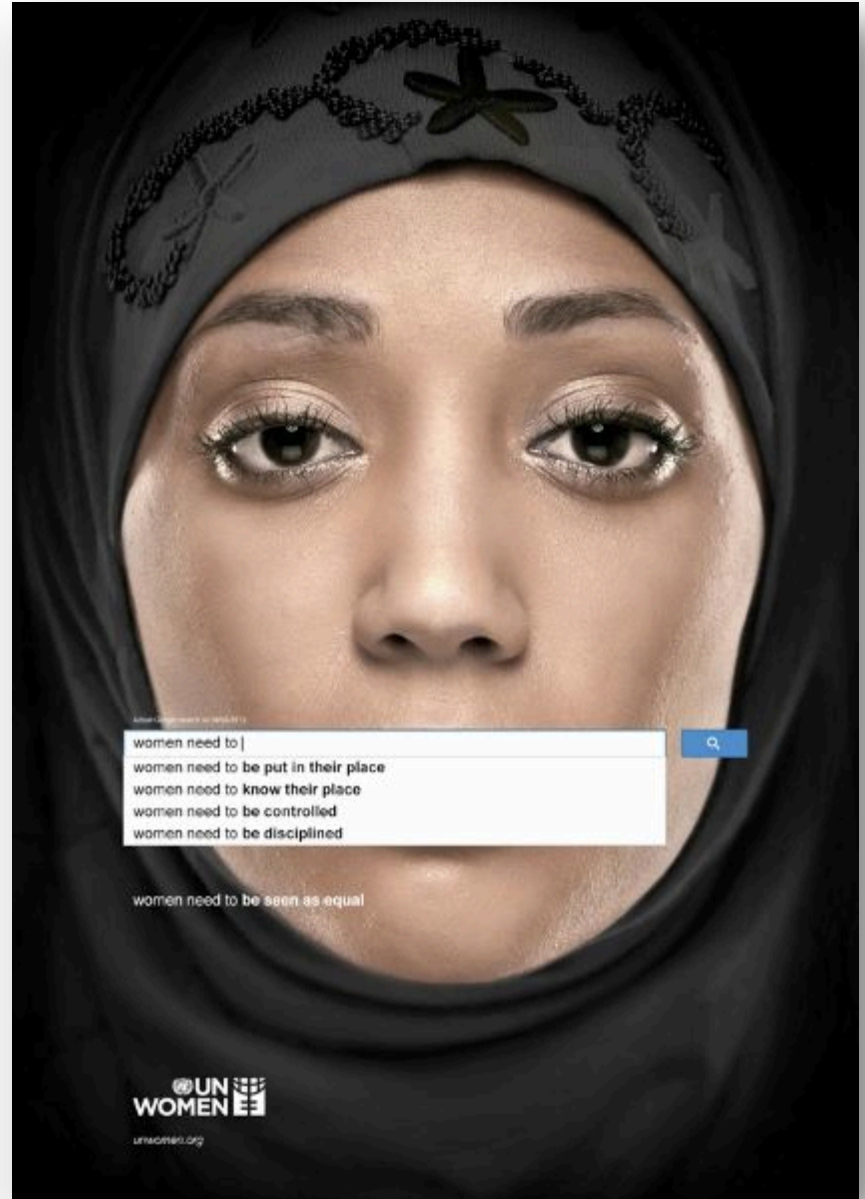 women need to
women need to be put in their place
women need to know their place
women need to be controlled
women need to be disciplined
women need to be seen as equal
UN
WOMEN
unwomen.org